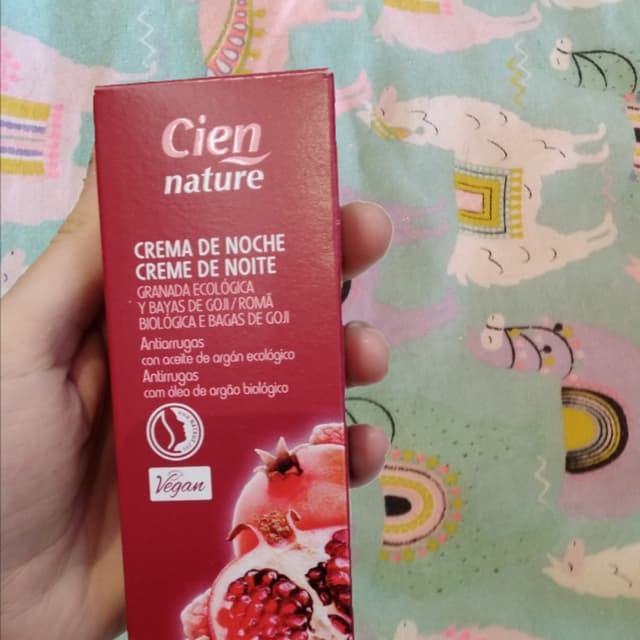 Cien
nature
CREMA DE NOCHE
CREME DE NOITE
GRANADA ECOLÓGICA
Y BAYAS DE GOJI/ROMÃ
BIOLÓGICA E BAGAS DE GOJI
Antiarrugas
con aceite de argán ecológico
Antirrugas
com óleo de argão biológico
Vegan